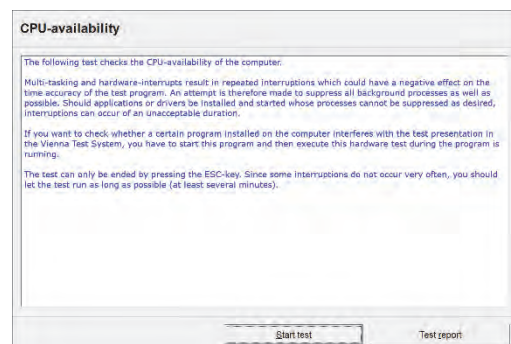 CPU-availability
The following test checks the CPU-availability of the computer.
Multi-tasking and hardware-interrupts result in repeated interruptions which could have a negative effect on the
time accuracy of the test program. An attempt is therefore made to suppress all background processes as well as
possible. Should applications or drivers be installed and started whose processes cannot be suppressed as desired,
interruptions can occur of an unacceptable duration.
If you want to check whether a certain program installed on the computer interferes with the test presentation in
the Vienna Test System, you have to start this program and then execute this hardware test during the program is
running.
The test can only be ended by pressing the ESC-key. Since some interruptions do not occur very often, you should
let the test run as long as possible (at least several minutes).
Start test
Test report